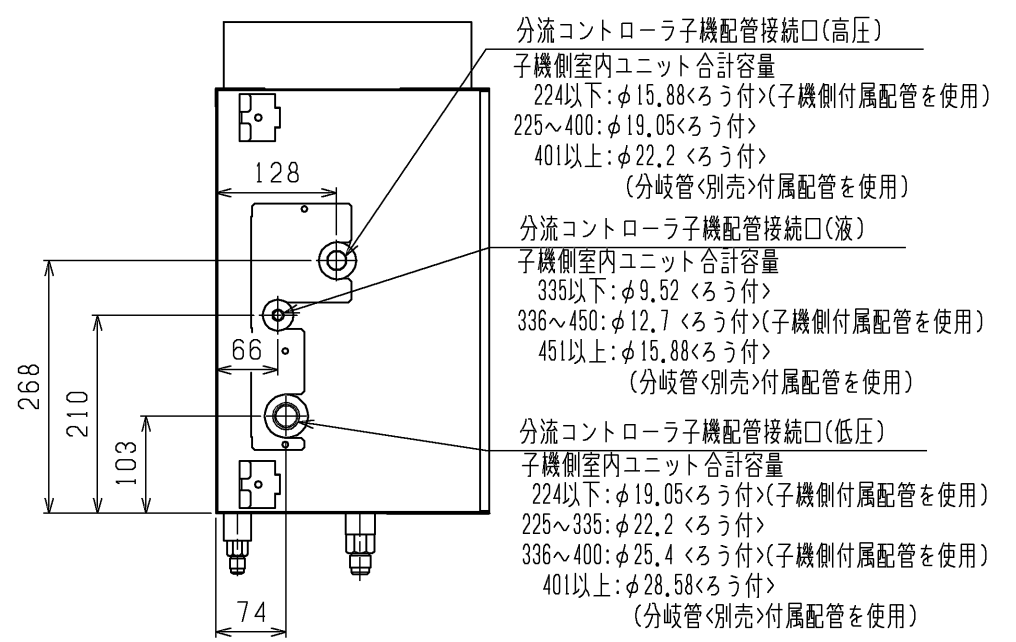 分流コントローラ子機配管接続口(高圧)
子機側室内ユニット合計容量
224以下:φ15.88<ろう付>(子機側付属配管を使用)
225～400:φ19.05<ろう付>
401以上:φ22.2 <ろう付>
(分岐管<別売>付属配管を使用)
128
分流コントローラ子機配管接続口(液)
子機側室内ユニット合計容量
335以下:φ9.52 <ろう付>
336～450:φ12.7 <ろう付>(子機側付属配管を使用)
451以上:φ15.88<ろう付>
(分岐管<別売>付属配管を使用)
66
268
210
103
分流コントローラ子機配管接続口(低圧)
子機側室内ユニット合計容量
224以下:φ19.05<ろう付>(子機側付属配管を使用)
225～335:φ22.2 <ろう付>
336～400:φ25.4 <ろう付>(子機側付属配管を使用)
401以上:φ28.58<ろう付>
(分岐管<別売>付属配管を使用)
74